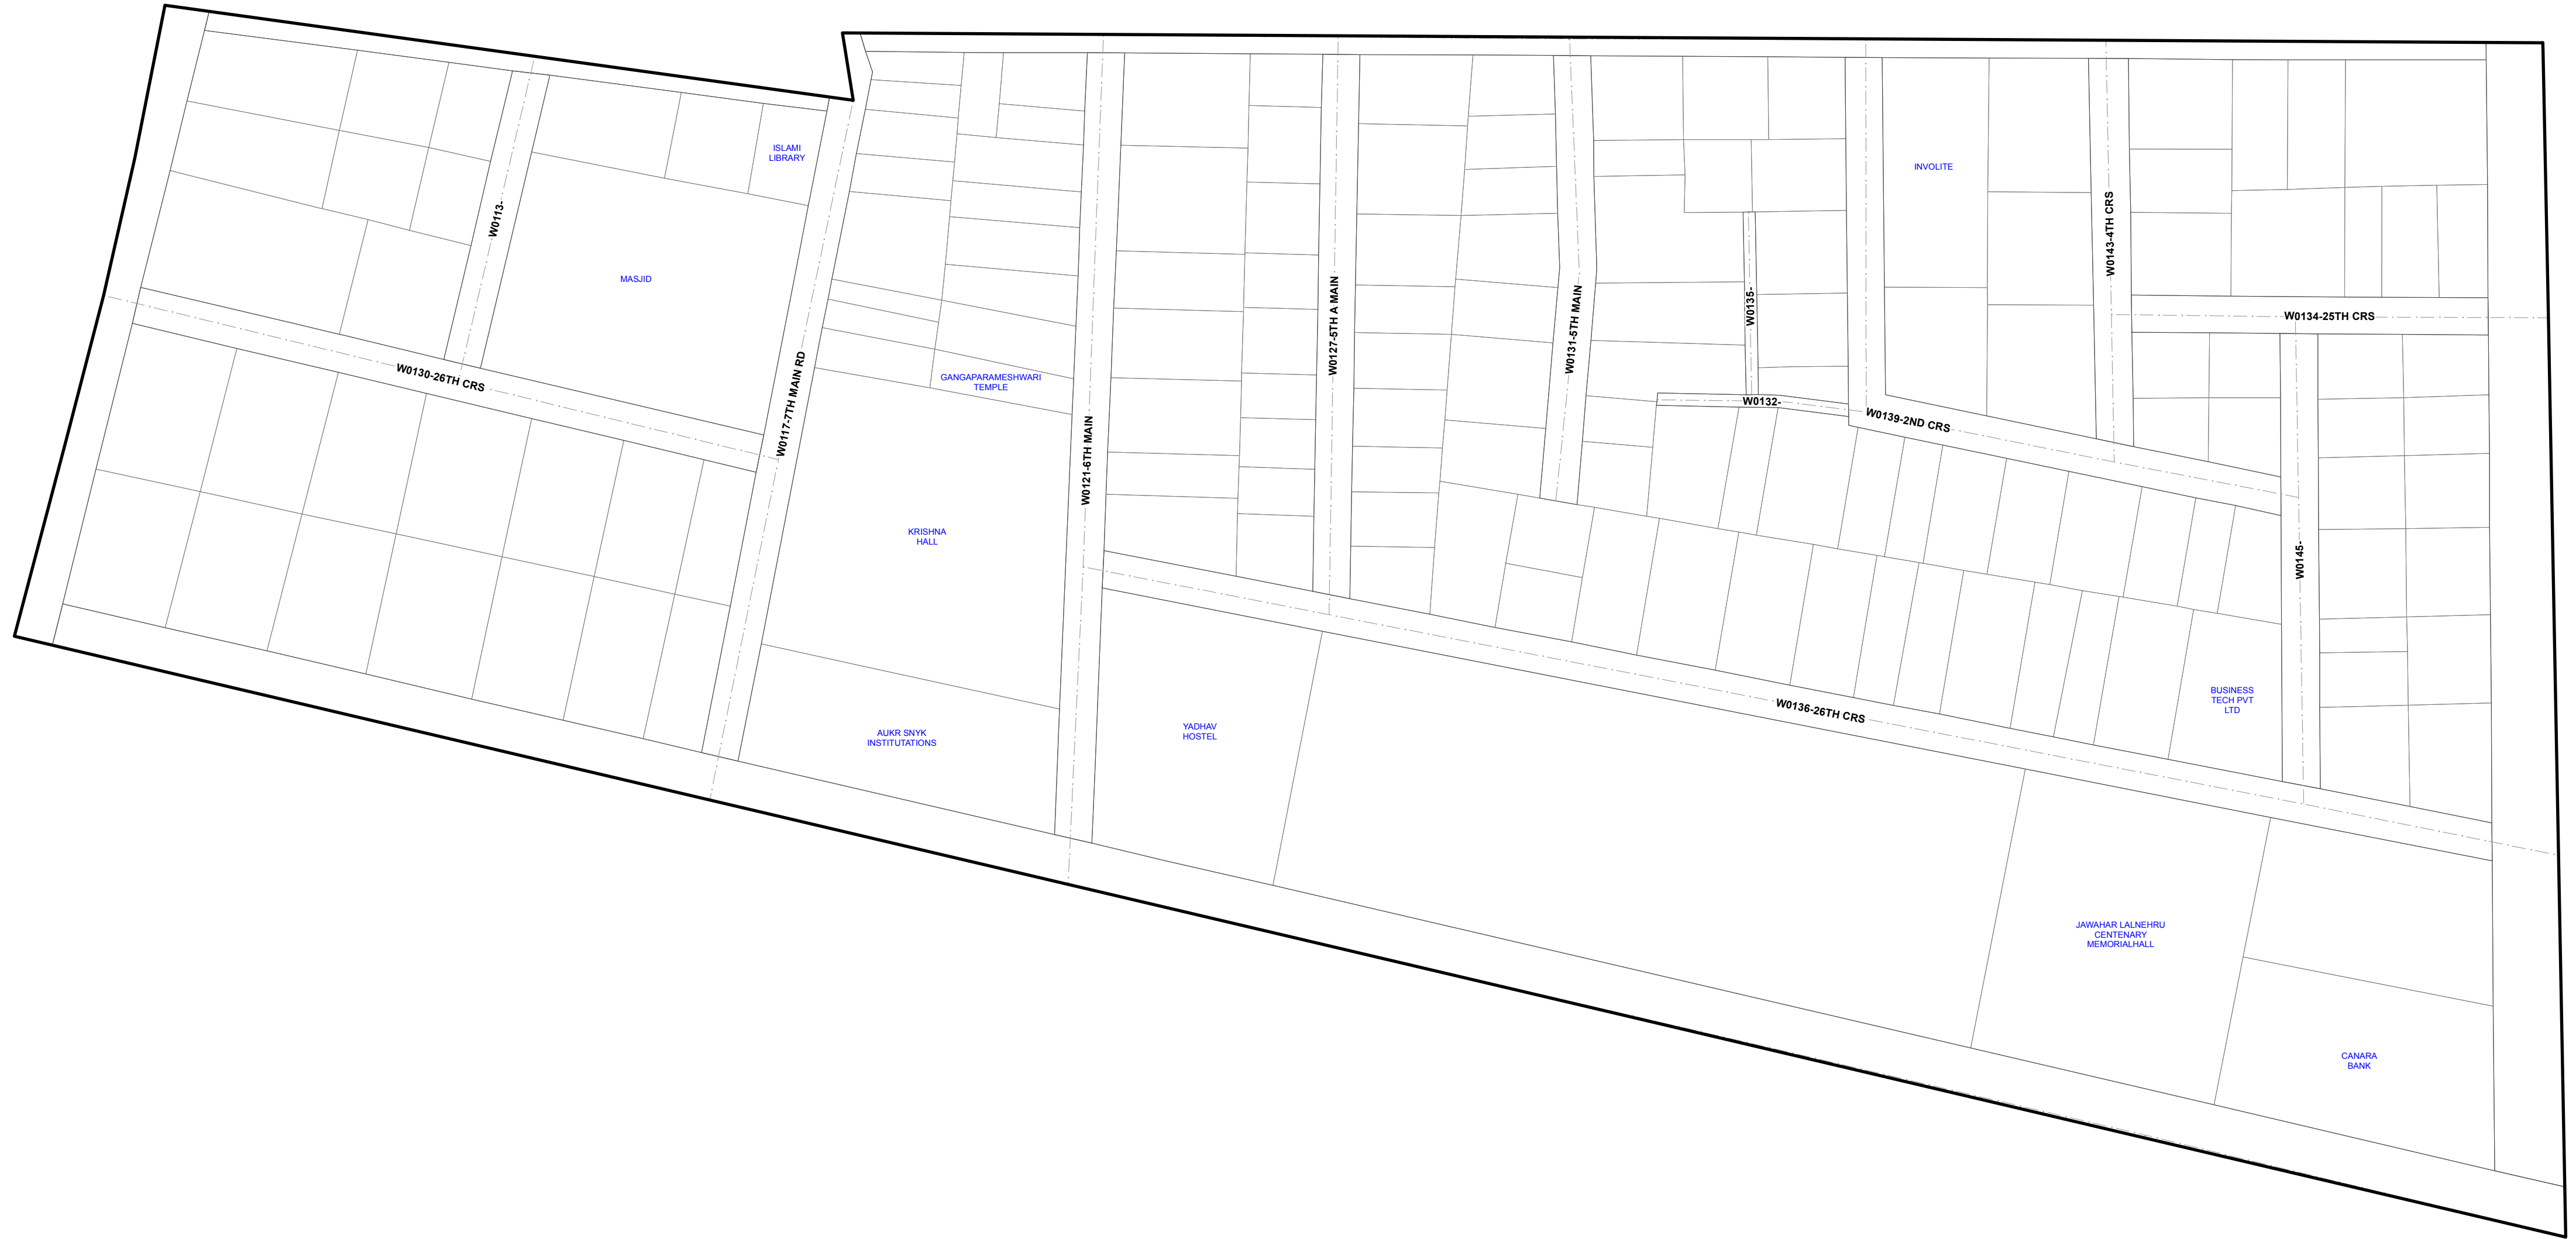 ISLAMI
LIBRARY
INVOLITE
W0113-
W0143-4TH CRS
MASJID
W0135-
W0134-25TH CRS
W0127-5TH A MAIN
W0131-5TH MAIN
W0130-26TH CRS
W0117-7TH MAIN RD
GANGAPARAMESHWARI
TEMPLE
W0132-
W0139-2ND CRS
W0121-6TH MAIN
KRISHNA
HALL
W0145-
BUSINESS
TECH PVT
LTD
W0136-26TH CRS
YADHAV
HOSTEL
AUKR SNYK
INSTITUTATIONS
JAWAHAR LALNEHRU
CENTENARY
MEMORIALHALL
CANARA
BANK